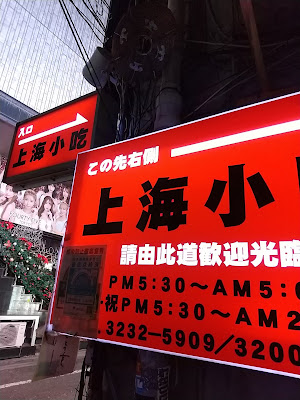 入口
上海小吃
この先右側
上海小
請由此道歡迎光臨
PM5:30〜AM5:0
・祝PM5:30〜AM2
3232-5909/3200